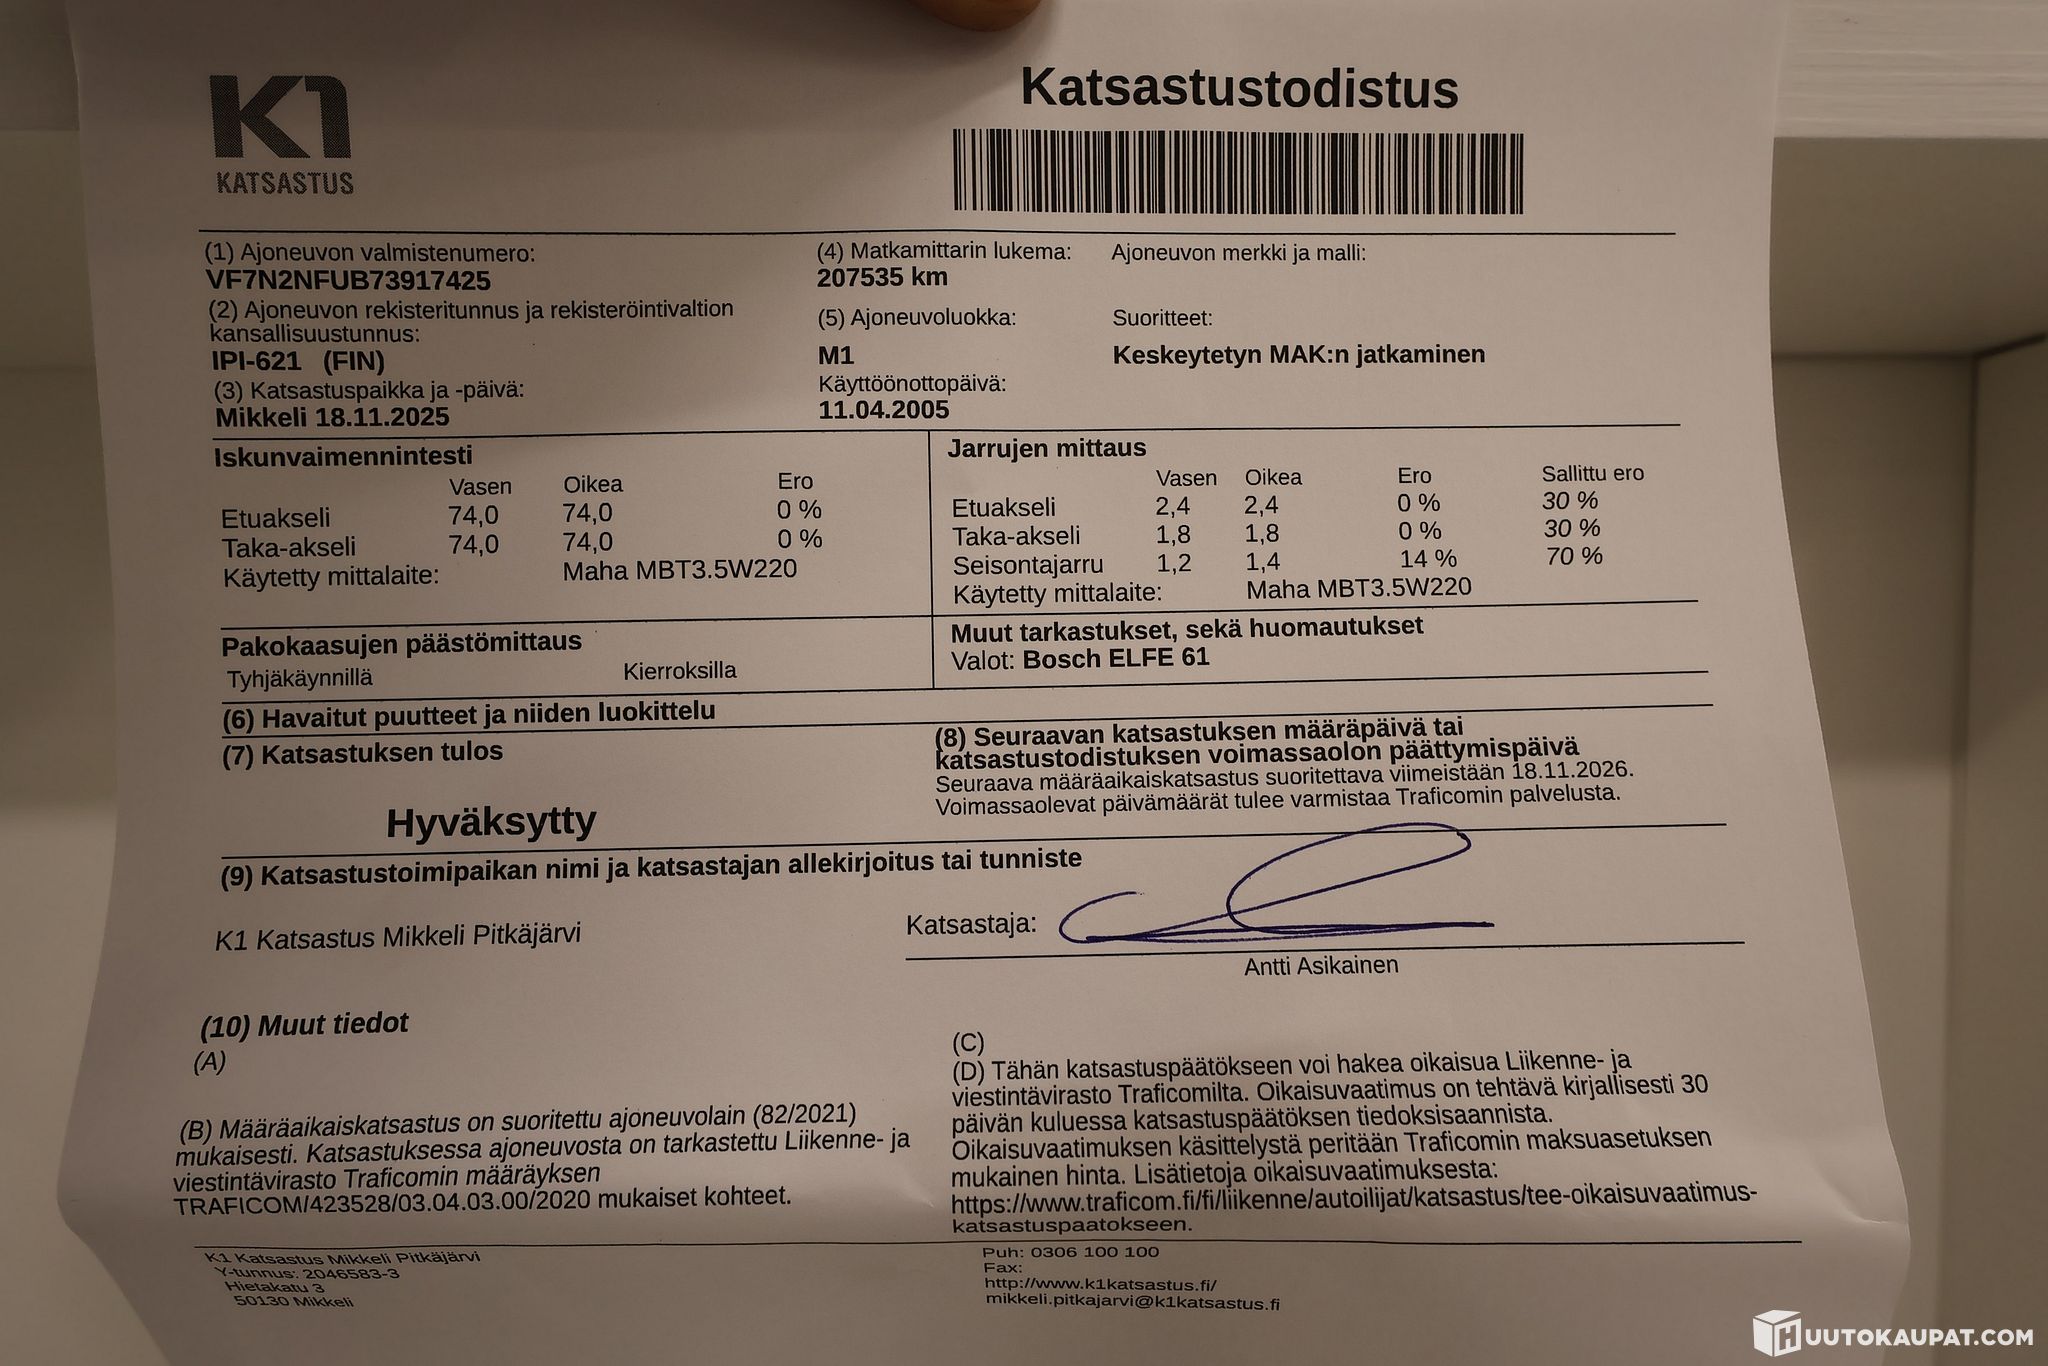 K1
KATSASTUS
Katsastustodistus
(1) Ajoneuvon valmistenumero:
VF7N2NFUB73917425
(2) Ajoneuvon rekisteritunnus ja rekisteröintivaltion
kansallisuustunnus:
IPI-621 (FIN)
(3) Katsastuspaikka ja -päivä:
Mikkeli 18.11.2025
(4) Matkamittarin lukema:
207535 km
(5) Ajoneuvoluokka:
M1
Käyttöönottopäivä:
11.04.2005
Ajoneuvon merkki ja malli:
Suoritteet:
Keskeytetyn MAK:n jatkaminen
Iskunvaimennintesti
Vasen Oikea Ero
Etuakseli 74,0 74,0 0 %
Taka-akseli 74,0 74,0 0 %
Käytetty mittalaite: Maha MBT3.5W220
Jarrujen mittaus
Vasen Oikea Ero Sallittu ero
Etuakseli 2,4 2,4 0 % 30 %
Taka-akseli 1,8 1,8 0 % 30 %
Seisontajarru 1,2 1,4 14 % 70 %
Käytetty mittalaite: Maha MBT3.5W220
Pakokaasujen päästömittaus
Tyhjäkäynnillä Kierroksilla
Muut tarkastukset, sekä huomautukset
Valot: Bosch ELFE 61
(6) Havaitut puutteet ja niiden luokittelu
(7) Katsastuksen tulos
Hyväksytty
(8) Seuraavan katsastuksen määräpäivä tai
katsastustodistuksen voimassaolon päättymispäivä
Seuraava määräaikaiskatsastus suoritettava viimeistään 18.11.2026.
Voimassaolevat päivämäärät tulee varmistaa Traficomin palvelusta.
(9) Katsastustoimipaikan nimi ja katsastajan allekirjoitus tai tunniste
K1 Katsastus Mikkeli Pitkäjärvi
Katsastaja:
Antti Asikainen
(10) Muut tiedot
(A)
(B) Määräaikaiskatsastus on suoritettu ajoneuvolain (82/2021)
mukaisesti. Katsastuksessa ajoneuvosta on tarkastettu Liikenne- ja
viestintävirasto Traficomin määräyksen
TRAFICOM/423528/03.04.03.00/2020 mukaiset kohteet.
(C)
(D) Tähän katsastuspäätökseen voi hakea oikaisua Liikenne- ja
viestintävirasto Traficomilta. Oikaisuvaatimus on tehtävä kirjallisesti 30
päivän kuluessa katsastuspäätöksen tiedoksisaannista.
Oikaisuvaatimuksen käsittelystä peritään Traficomin maksuasetuksen
mukainen hinta. Lisätietoja oikaisuvaatimuksesta:
https://www.traficom.fi/fi/liikenne/autoilijat/katsastus/tee-oikaisuvaatimus-
katsastuspaatokseen.
K1 Katsastus Mikkeli Pitkäjärvi
Y-tunnus: 2046583-3
Hietakatu 3
50130 Mikkeli
Puh: 0306 100 100
Fax:
http://www.k1katsastus.fi/
mikkeli.pitkajarvi@k1katsastus.fi
HUUTOKAUPAT.COM